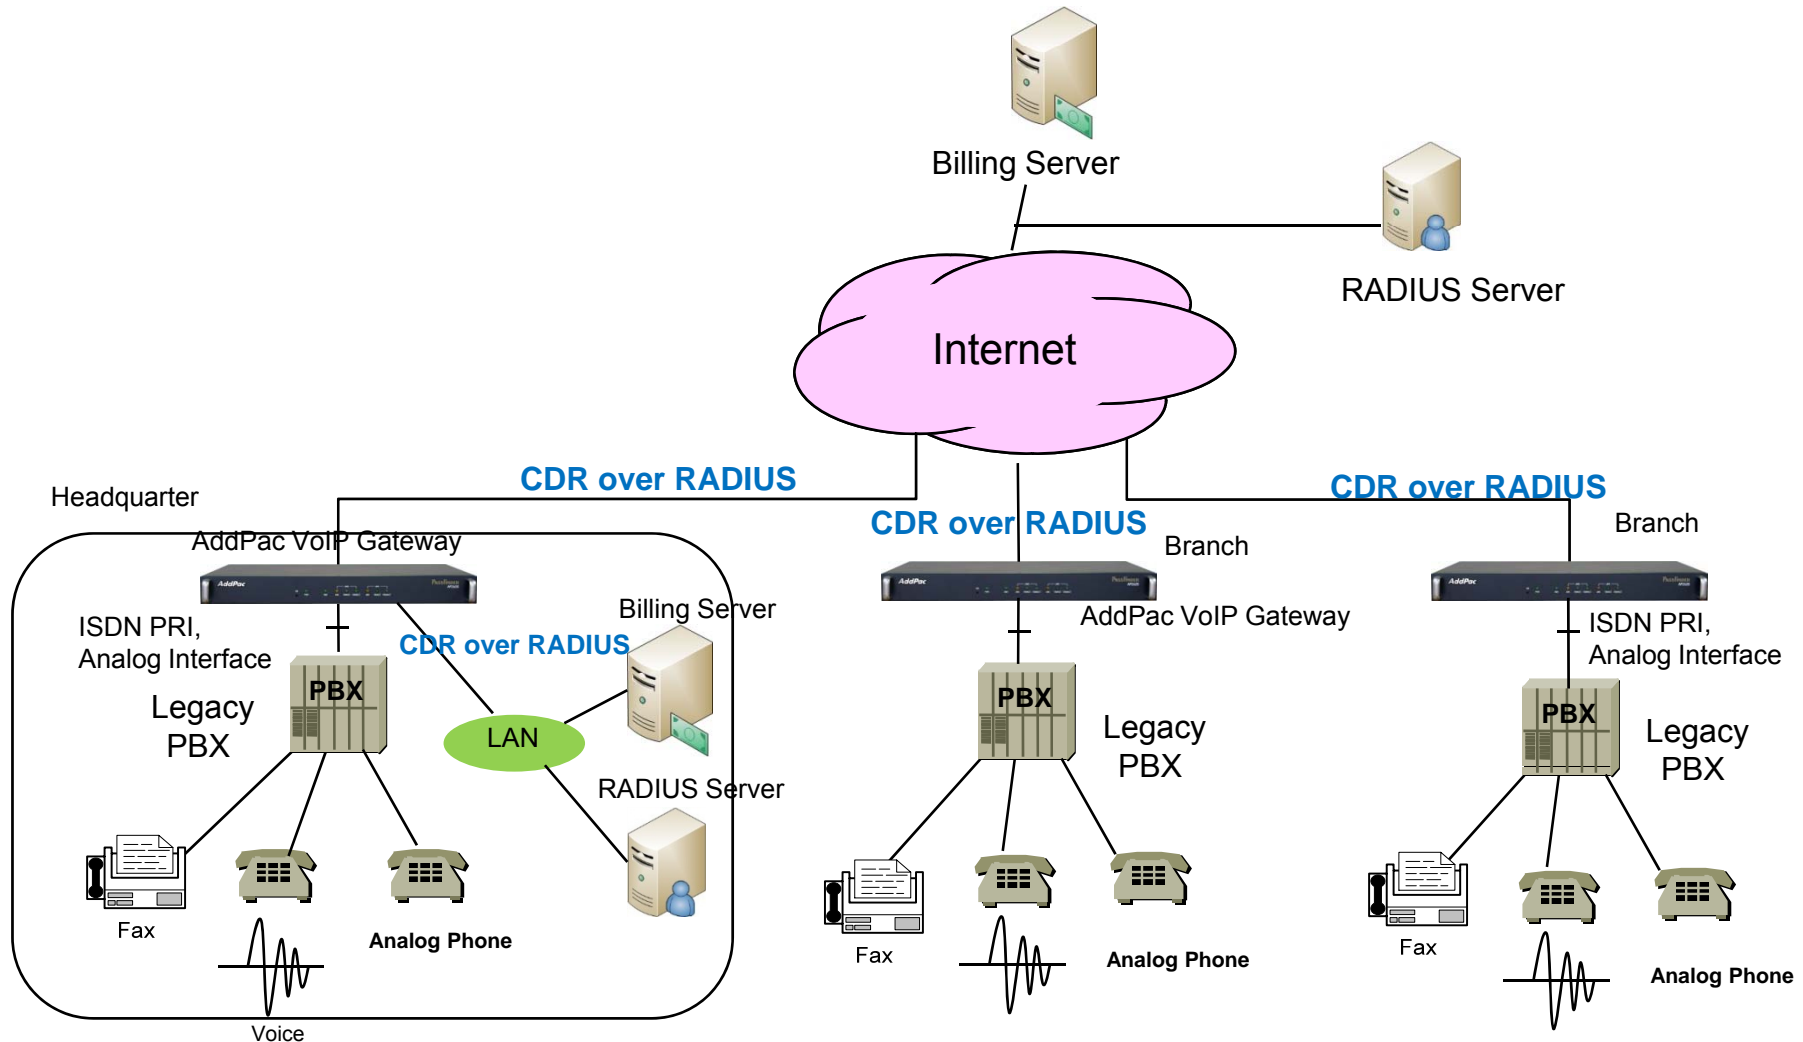 Billing Server
RADIUS Server
Internet
CDR over RADIUS
CDR over RADIUS
CDR over RADIUS
Headquarter
Branch
Branch
AddPac VoIP Gateway
AddPac
AddPac
AddPac
Billing Server
AddPac VoIP Gateway
ISDN PRI,
Analog Interface
CDR over RADIUS
ISDN PRI,
Analog Interface
PBX
Legacy
PBX
LAN
PBX
Legacy
PBX
PBX
Legacy
PBX
RADIUS Server
Fax
Analog Phone
Voice
Fax
Analog Phone
Fax
Analog Phone